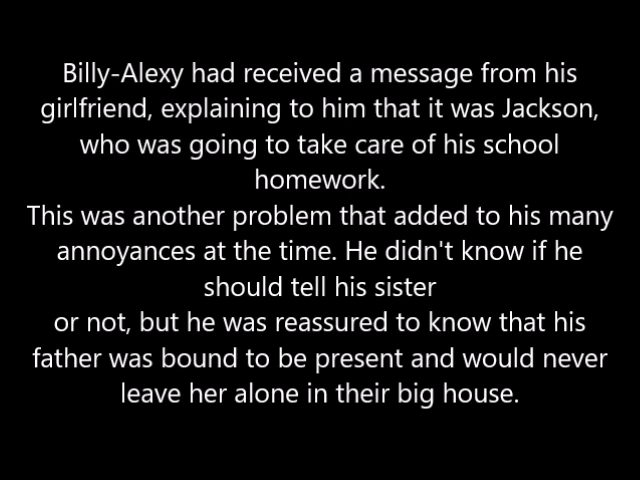 Billy-Alexy had received a message from his
girlfriend, explaining to him that it was Jackson,
who was going to take care of his school
homework.
This was another problem that added to his many
annoyances at the time. He didn't know if he
should tell his sister
or not, but he was reassured to know that his
father was bound to be present and would never
leave her alone in their big house.